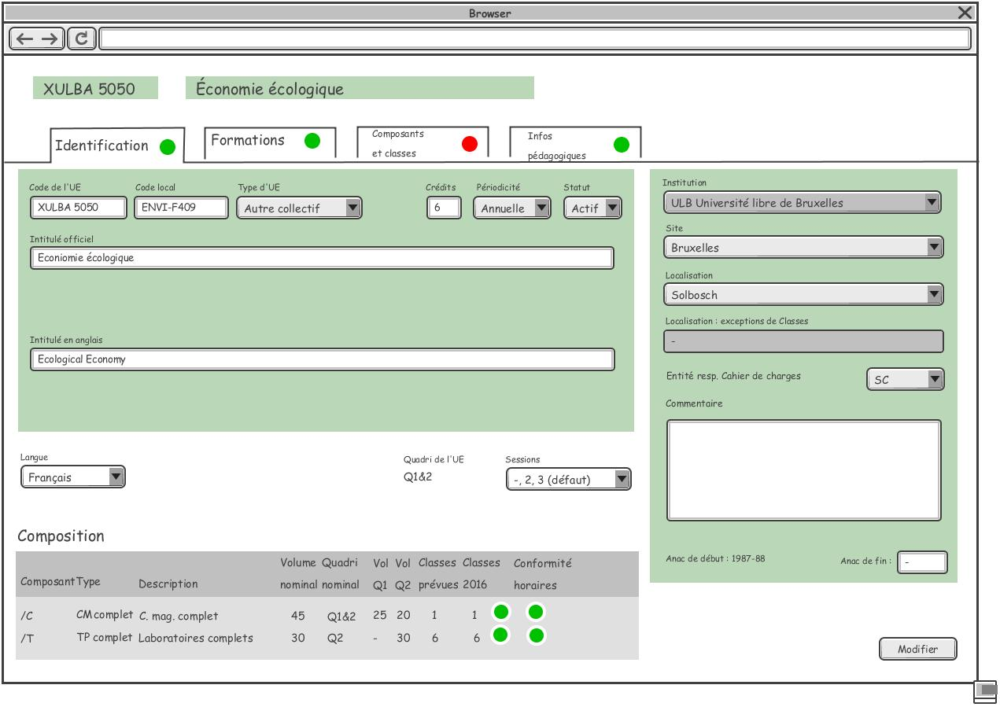 Browser
XULBA 5050 Économie écologique
Identification Formations Composants et classes Infos pédagogiques
Code de l'UE Code local Type d'UE Crédits Périodicité Statut
XULBA 5050 ENVI-F409 Autre collectif 6 Annuelle Actif
Intitulé officiel
Econiomie écologique
Intitulé en anglais
Ecological Economy
Institution
ULB Université libre de Bruxelles
Site
Bruxelles
Localisation
Solbosch
Localisation : exceptions de Classes
-
Entité resp. Cahier de charges SC
Commentaire
Anac de début : 1987-88 Anac de fin : -
Langue Quadri de l'UE Sessions
Français Q1&2 -, 2, 3 (défaut)
Composition
Composant Type Description Volume nominal Quadri nominal Vol Q1 Vol Q2 Classes prévues Classes 2016 Conformité horaires
/C CM complet C. mag. complet 45 Q1&2 25 20 1 1
/T TP complet Laboratoires complets 30 Q2 - 30 6 6
Modifier